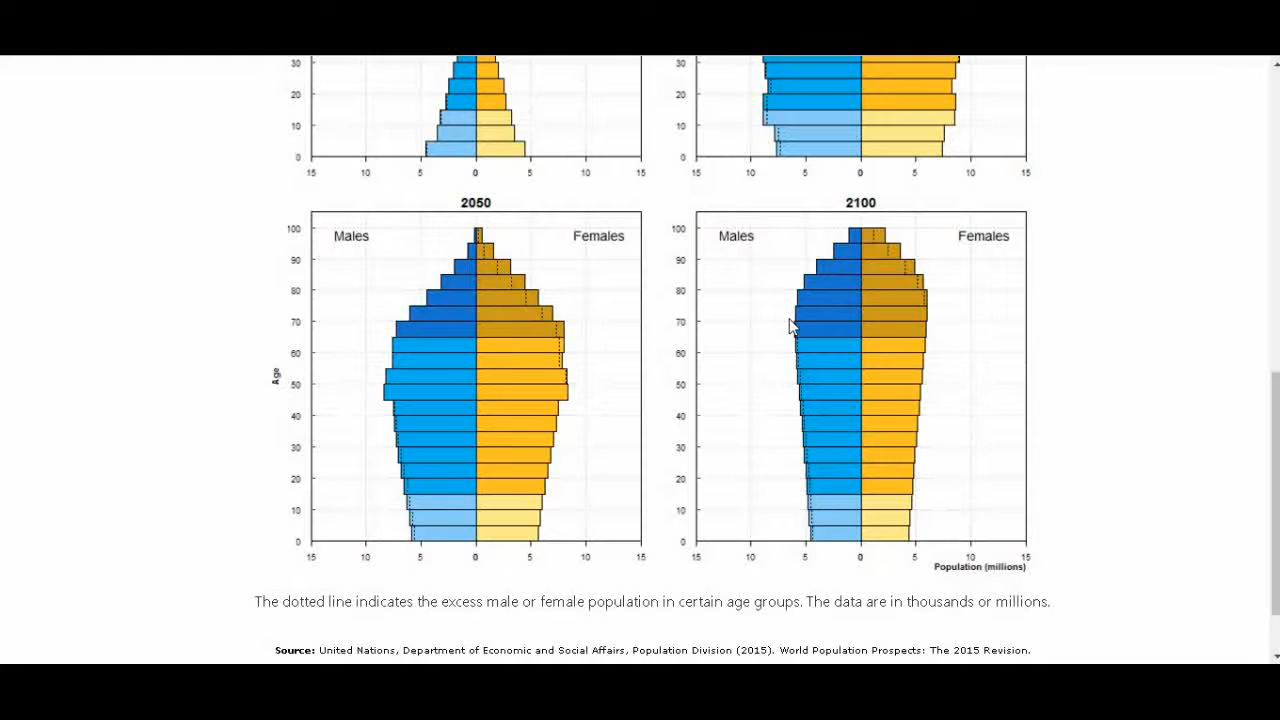 30 30
20 20
10 10
0 0
15 10 5 0 5 10 15 15 10 5 0 5 10 15
2050 2100
100 Males Females 100 Males Females
90 90
80 80
70 70
60 60
Age
50 50
40 40
30 30
20 20
10 10
0 0
15 10 5 0 5 10 15 15 10 5 0 5 10 15
Population (millions)
The dotted line indicates the excess male or female population in certain age groups. The data are in thousands or millions.
Source: United Nations, Department of Economic and Social Affairs, Population Division (2015). World Population Prospects: The 2015 Revision.